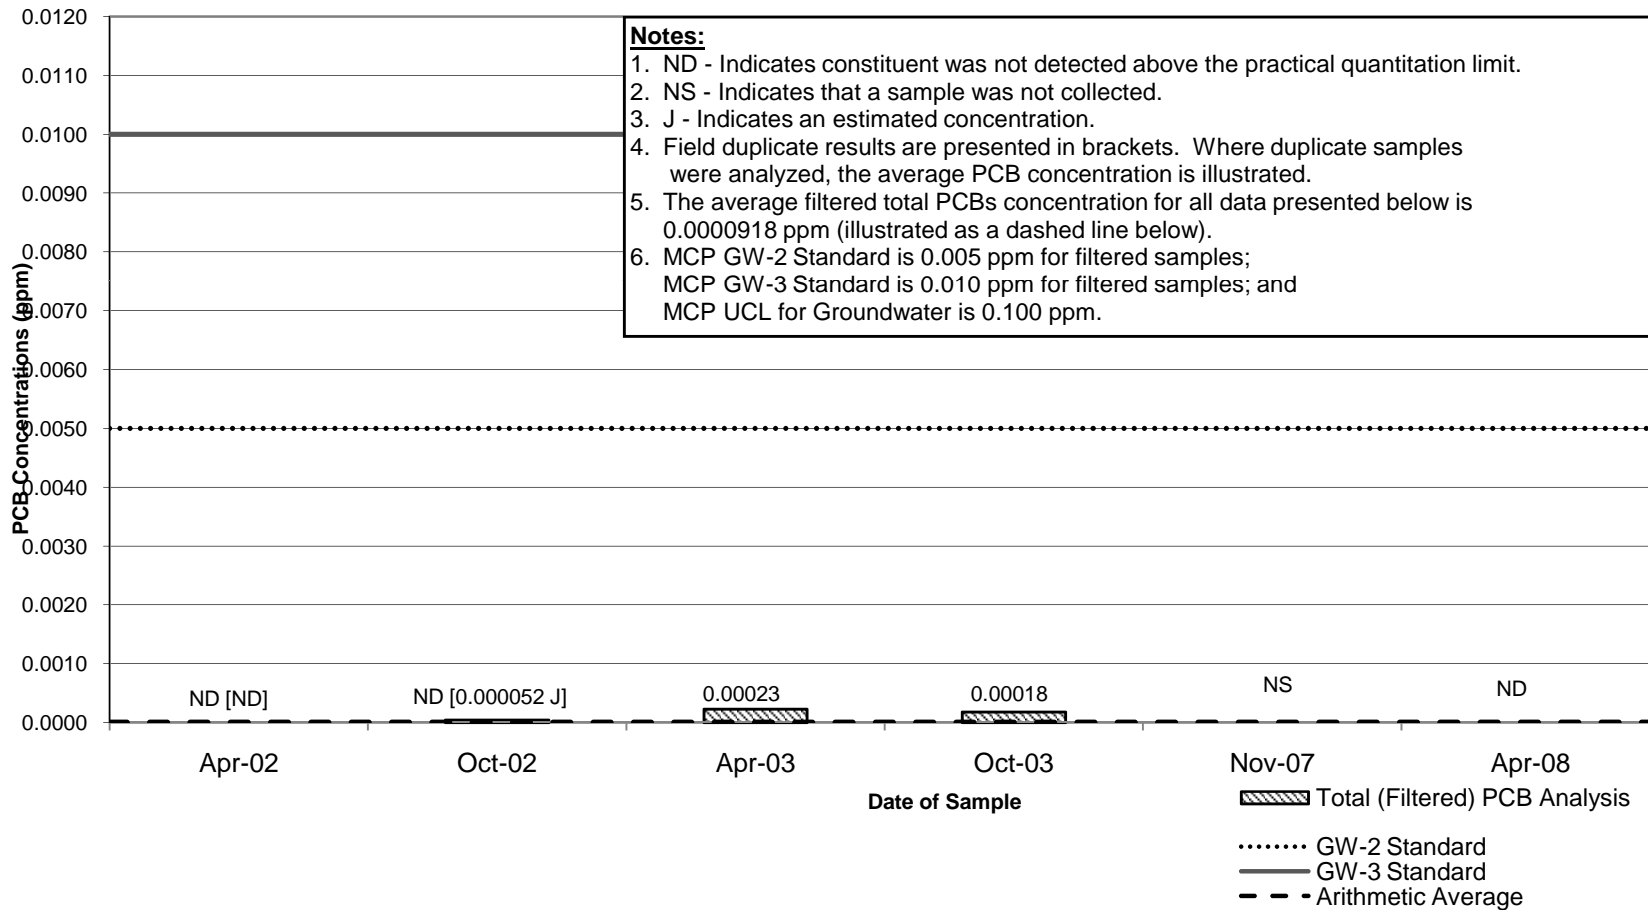 0.0120
0.0110
0.0100
0.0090
0.0080
0.0070
0.0060
0.0050
0.0040
0.0030
0.0020
0.0010
0.0000
PCB Concentrations (ppm)
Notes:
1. ND - Indicates constituent was not detected above the practical quantitation limit.
2. NS - Indicates that a sample was not collected.
3. J - Indicates an estimated concentration.
4. Field duplicate results are presented in brackets. Where duplicate samples
were analyzed, the average PCB concentration is illustrated.
5. The average filtered total PCBs concentration for all data presented below is
0.0000918 ppm (illustrated as a dashed line below).
6. MCP GW-2 Standard is 0.005 ppm for filtered samples;
MCP GW-3 Standard is 0.010 ppm for filtered samples; and
MCP UCL for Groundwater is 0.100 ppm.
ND [ND] ND [0.000052 J] 0.00023 0.00018 NS ND
Apr-02 Oct-02 Apr-03 Oct-03 Nov-07 Apr-08
Date of Sample
Total (Filtered) PCB Analysis
GW-2 Standard
GW-3 Standard
Arithmetic Average